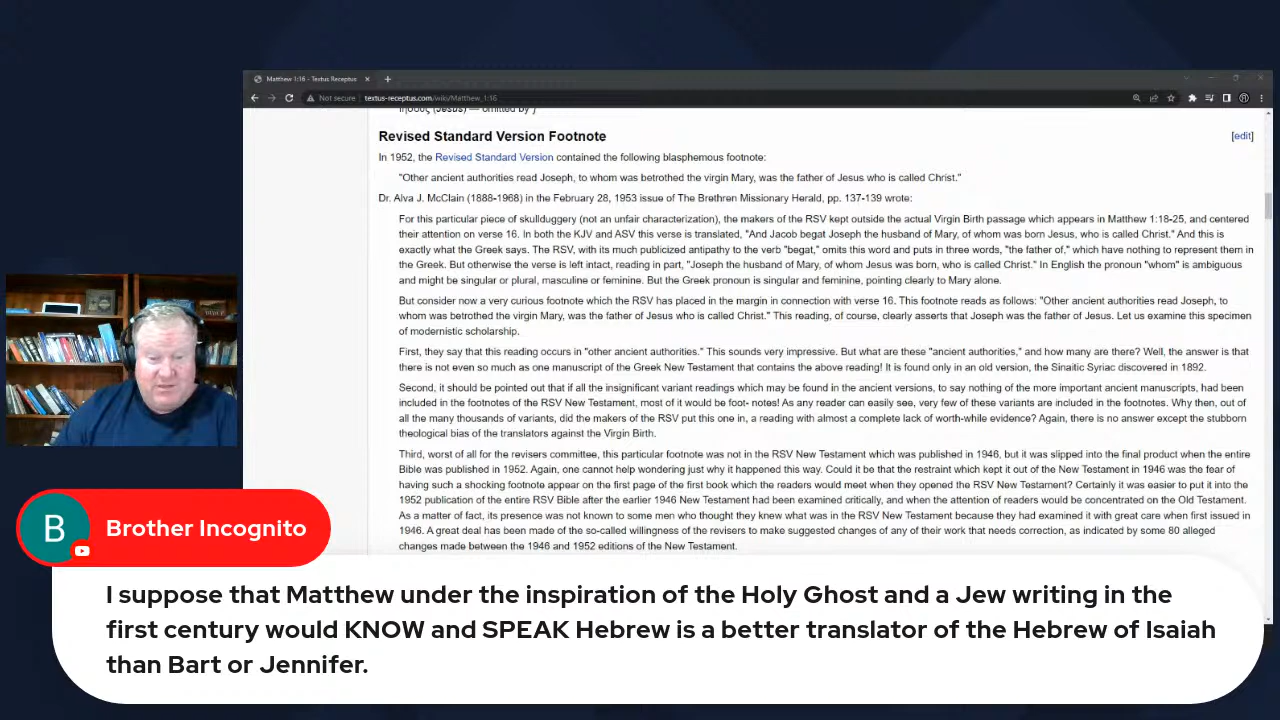 Matthew 1:16 - Textus Receptus
Not secure
textus-receptus.com/wiki/Matthew_1:16
(Jesus) — omitted by
Revised Standard Version Footnote
[edit]
In 1952, the Revised Standard Version contained the following blasphemous footnote:
"Other ancient authorities read Joseph, to whom was betrothed the virgin Mary, was the father of Jesus who is called Christ."
Dr. Alva J. McClain (1888-1968) in the February 28, 1953 issue of The Brethren Missionary Herald, pp. 137-139 wrote:
For this particular piece of skullduggery (not an unfair characterization), the makers of the RSV kept outside the actual Virgin Birth passage which appears in Matthew 1:18-25, and centered
their attention on verse 16. In both the KJV and ASV this verse is translated, "And Jacob begat Joseph the husband of Mary, of whom was born Jesus, who is called Christ." And this is
exactly what the Greek says. The RSV, with its much publicized antipathy to the verb "begat," omits this word and puts in three words, "the father of," which have nothing to represent them in
the Greek. But otherwise the verse is left intact, reading in part, "Joseph the husband of Mary, of whom Jesus was born, who is called Christ." In English the pronoun "whom" is ambiguous
and might be singular or plural, masculine or feminine. But the Greek pronoun is singular and feminine, pointing clearly to Mary alone.
But consider now a very curious footnote which the RSV has placed in the margin in connection with verse 16. This footnote reads as follows: "Other ancient authorities read Joseph, to
whom was betrothed the virgin Mary, was the father of Jesus who is called Christ." This reading, of course, clearly asserts that Joseph was the father of Jesus. Let us examine this specimen
of modernistic scholarship.
First, they say that this reading occurs in "other ancient authorities." This sounds very impressive. But what are these "ancient authorities," and how many are there? Well, the answer is that
there is not even so much as one manuscript of the Greek New Testament that contains the above reading! It is found only in an old version, the Sinaitic Syriac discovered in 1892.
Second, it should be pointed out that if all the insignificant variant readings which may be found in the ancient versions, to say nothing of the more important ancient manuscripts, had been
included in the footnotes of the RSV New Testament, most of it would be foot- notes! As any reader can easily see, very few of these variants are included in the footnotes. Why then, out of
all the many thousands of variants, did the makers of the RSV put this one in, a reading with almost a complete lack of worth-while evidence? Again, there is no answer except the stubborn
theological bias of the translators against the Virgin Birth.
Third, worst of all for the revisers committee, this particular footnote was not in the RSV New Testament which was published in 1946, but it was slipped into the final product when the entire
Bible was published in 1952. Again, one cannot help wondering just why it happened this way. Could it be that the restraint which kept it out of the New Testament in 1946 was the fear of
having such a shocking footnote appear on the first page of the first book which the readers would meet when they opened the RSV New Testament? Certainly it was easier to put it into the
1952 publication of the entire RSV Bible after the earlier 1946 New Testament had been examined critically, and when the attention of readers would be concentrated on the Old Testament.
As a matter of fact, its presence was not known to some men who thought they knew what was in the RSV New Testament because they had examined it with great care when first issued in
1946. A great deal has been made of the so-called willingness of the revisers to make suggested changes of any of their work that needs correction, as indicated by some 80 alleged
changes made between the 1946 and 1952 editions of the New Testament.
B
Brother Incognito
I suppose that Matthew under the inspiration of the Holy Ghost and a Jew writing in the
first century would KNOW and SPEAK Hebrew is a better translator of the Hebrew of Isaiah
than Bart or Jennifer.